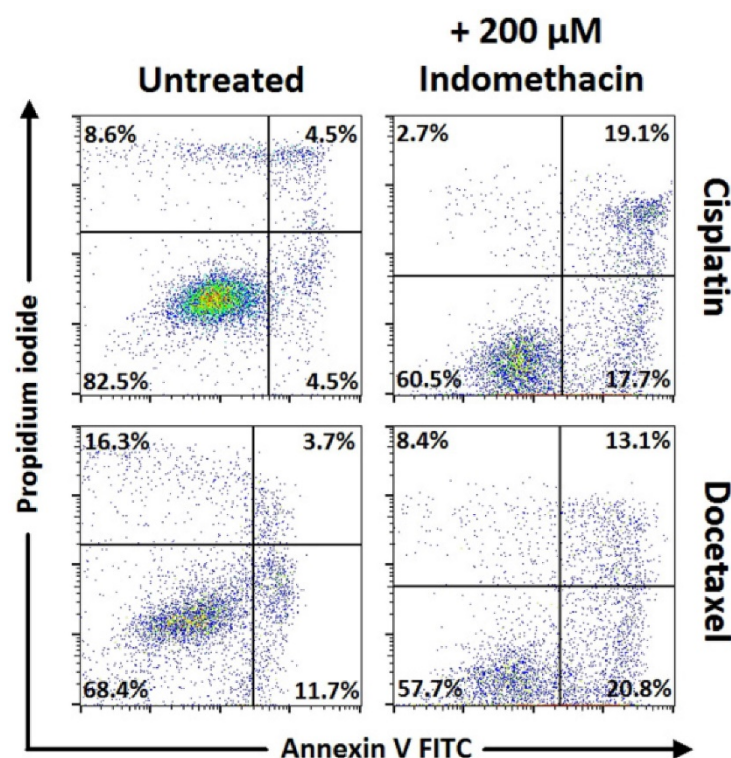 + 200 µM
Untreated Indomethacin
8.6% 4.5% 2.7% 19.1%
82.5% 4.5% 60.5% 17.7%
Cisplatin
16.3% 3.7% 8.4% 13.1%
68.4% 11.7% 57.7% 20.8%
Docetaxel
Propidium iodide
Annexin V FITC